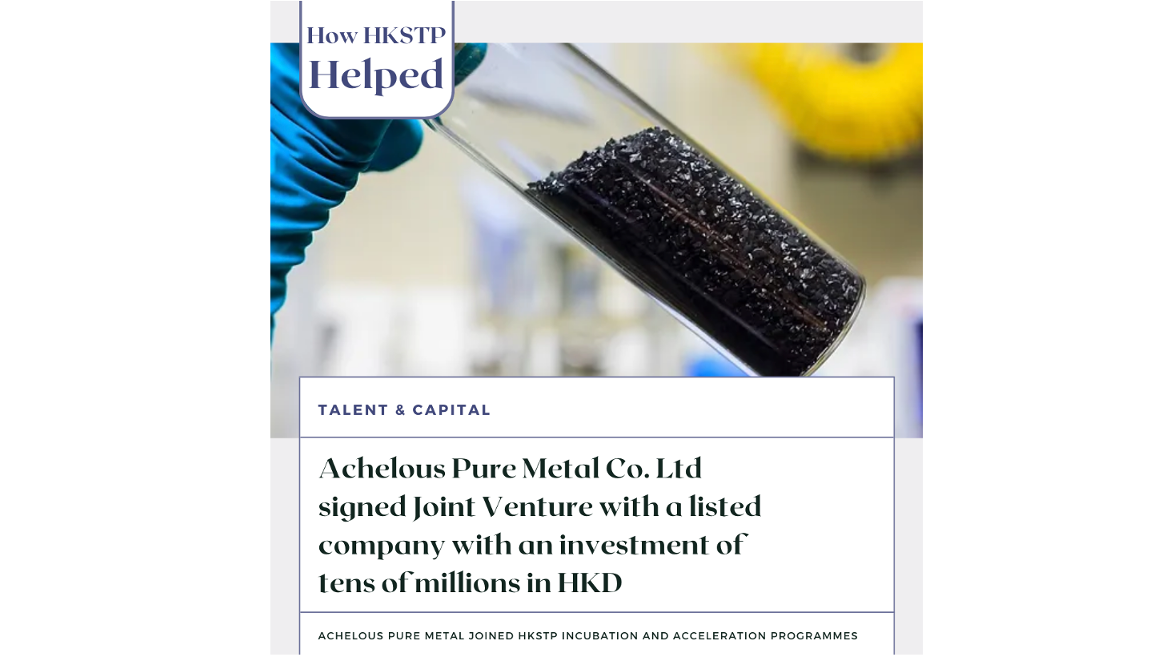 How HKSTP
Helped
TALENT & CAPITAL
Achelous Pure Metal Co. Ltd
signed Joint Venture with a listed
company with an investment of
tens of millions in HKD
ACHELOUS PURE METAL JOINED HKSTP INCUBATION AND ACCELERATION PROGRAMMES